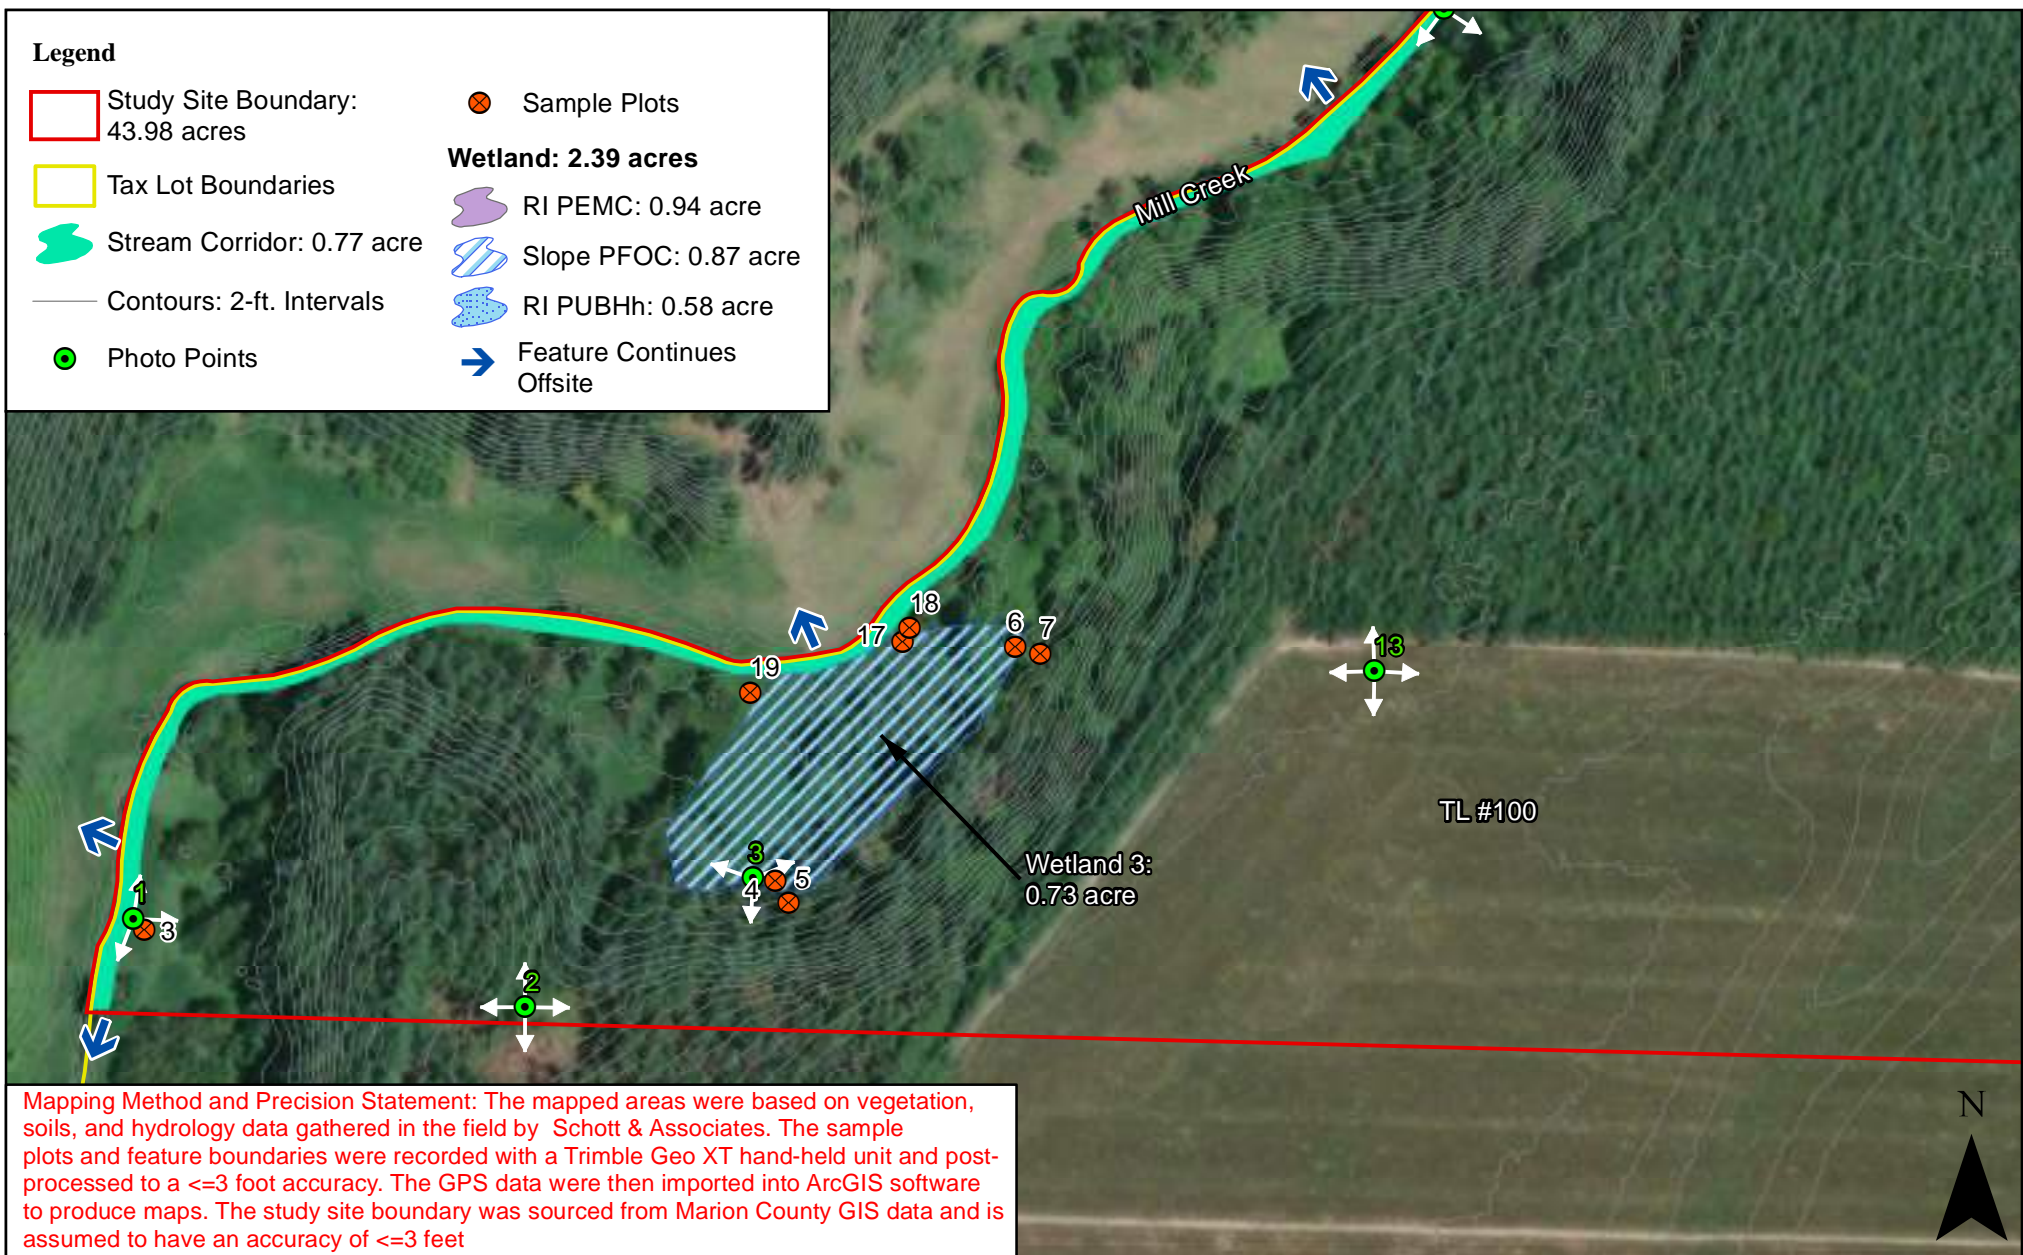 Legend
Study Site Boundary:
43.98 acres
Tax Lot Boundaries
Stream Corridor: 0.77 acre
Contours: 2-ft. Intervals
Photo Points
Sample Plots
Wetland: 2.39 acres
RI PEMC: 0.94 acre
Slope PFOC: 0.87 acre
RI PUBHh: 0.58 acre
Feature Continues
Offsite
Mill Creek
18
17
6
7
13
19
TL #100
3
5
4
Wetland 3:
0.73 acre
1
3
2
Mapping Method and Precision Statement: The mapped areas were based on vegetation,
soils, and hydrology data gathered in the field by Schott & Associates. The sample
plots and feature boundaries were recorded with a Trimble Geo XT hand-held unit and post-
processed to a <=3 foot accuracy. The GPS data were then imported into ArcGIS software
to produce maps. The study site boundary was sourced from Marion County GIS data and is
assumed to have an accuracy of <=3 feet
N